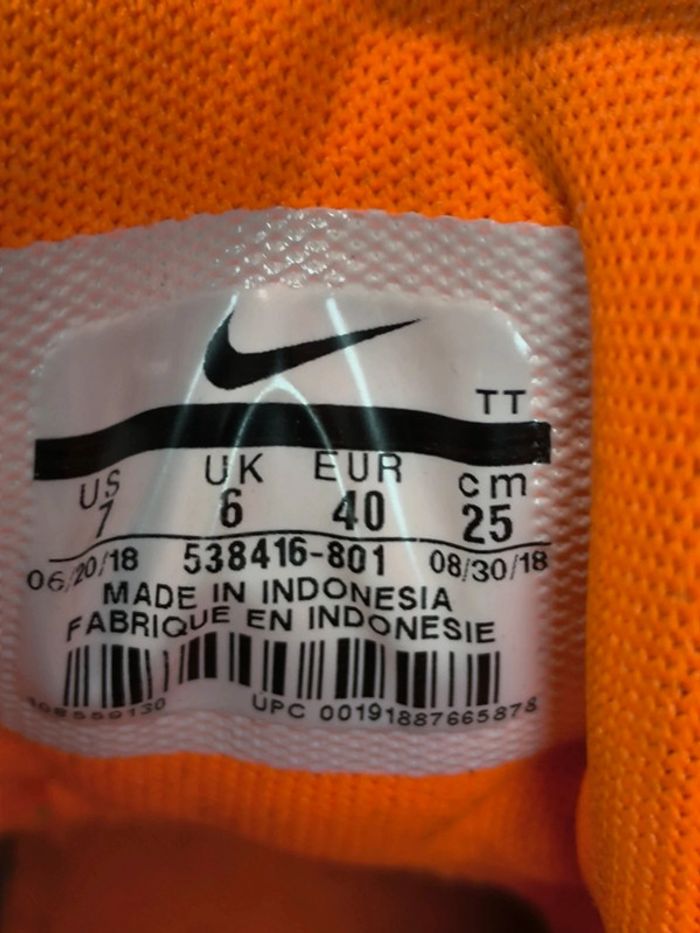 TT
US UK EUR cm
7 6 40 25
06/20/18 538416-801 08/30/18
MADE IN INDONESIA
FABRIQUE EN INDONESIE
UPC 00191887665878